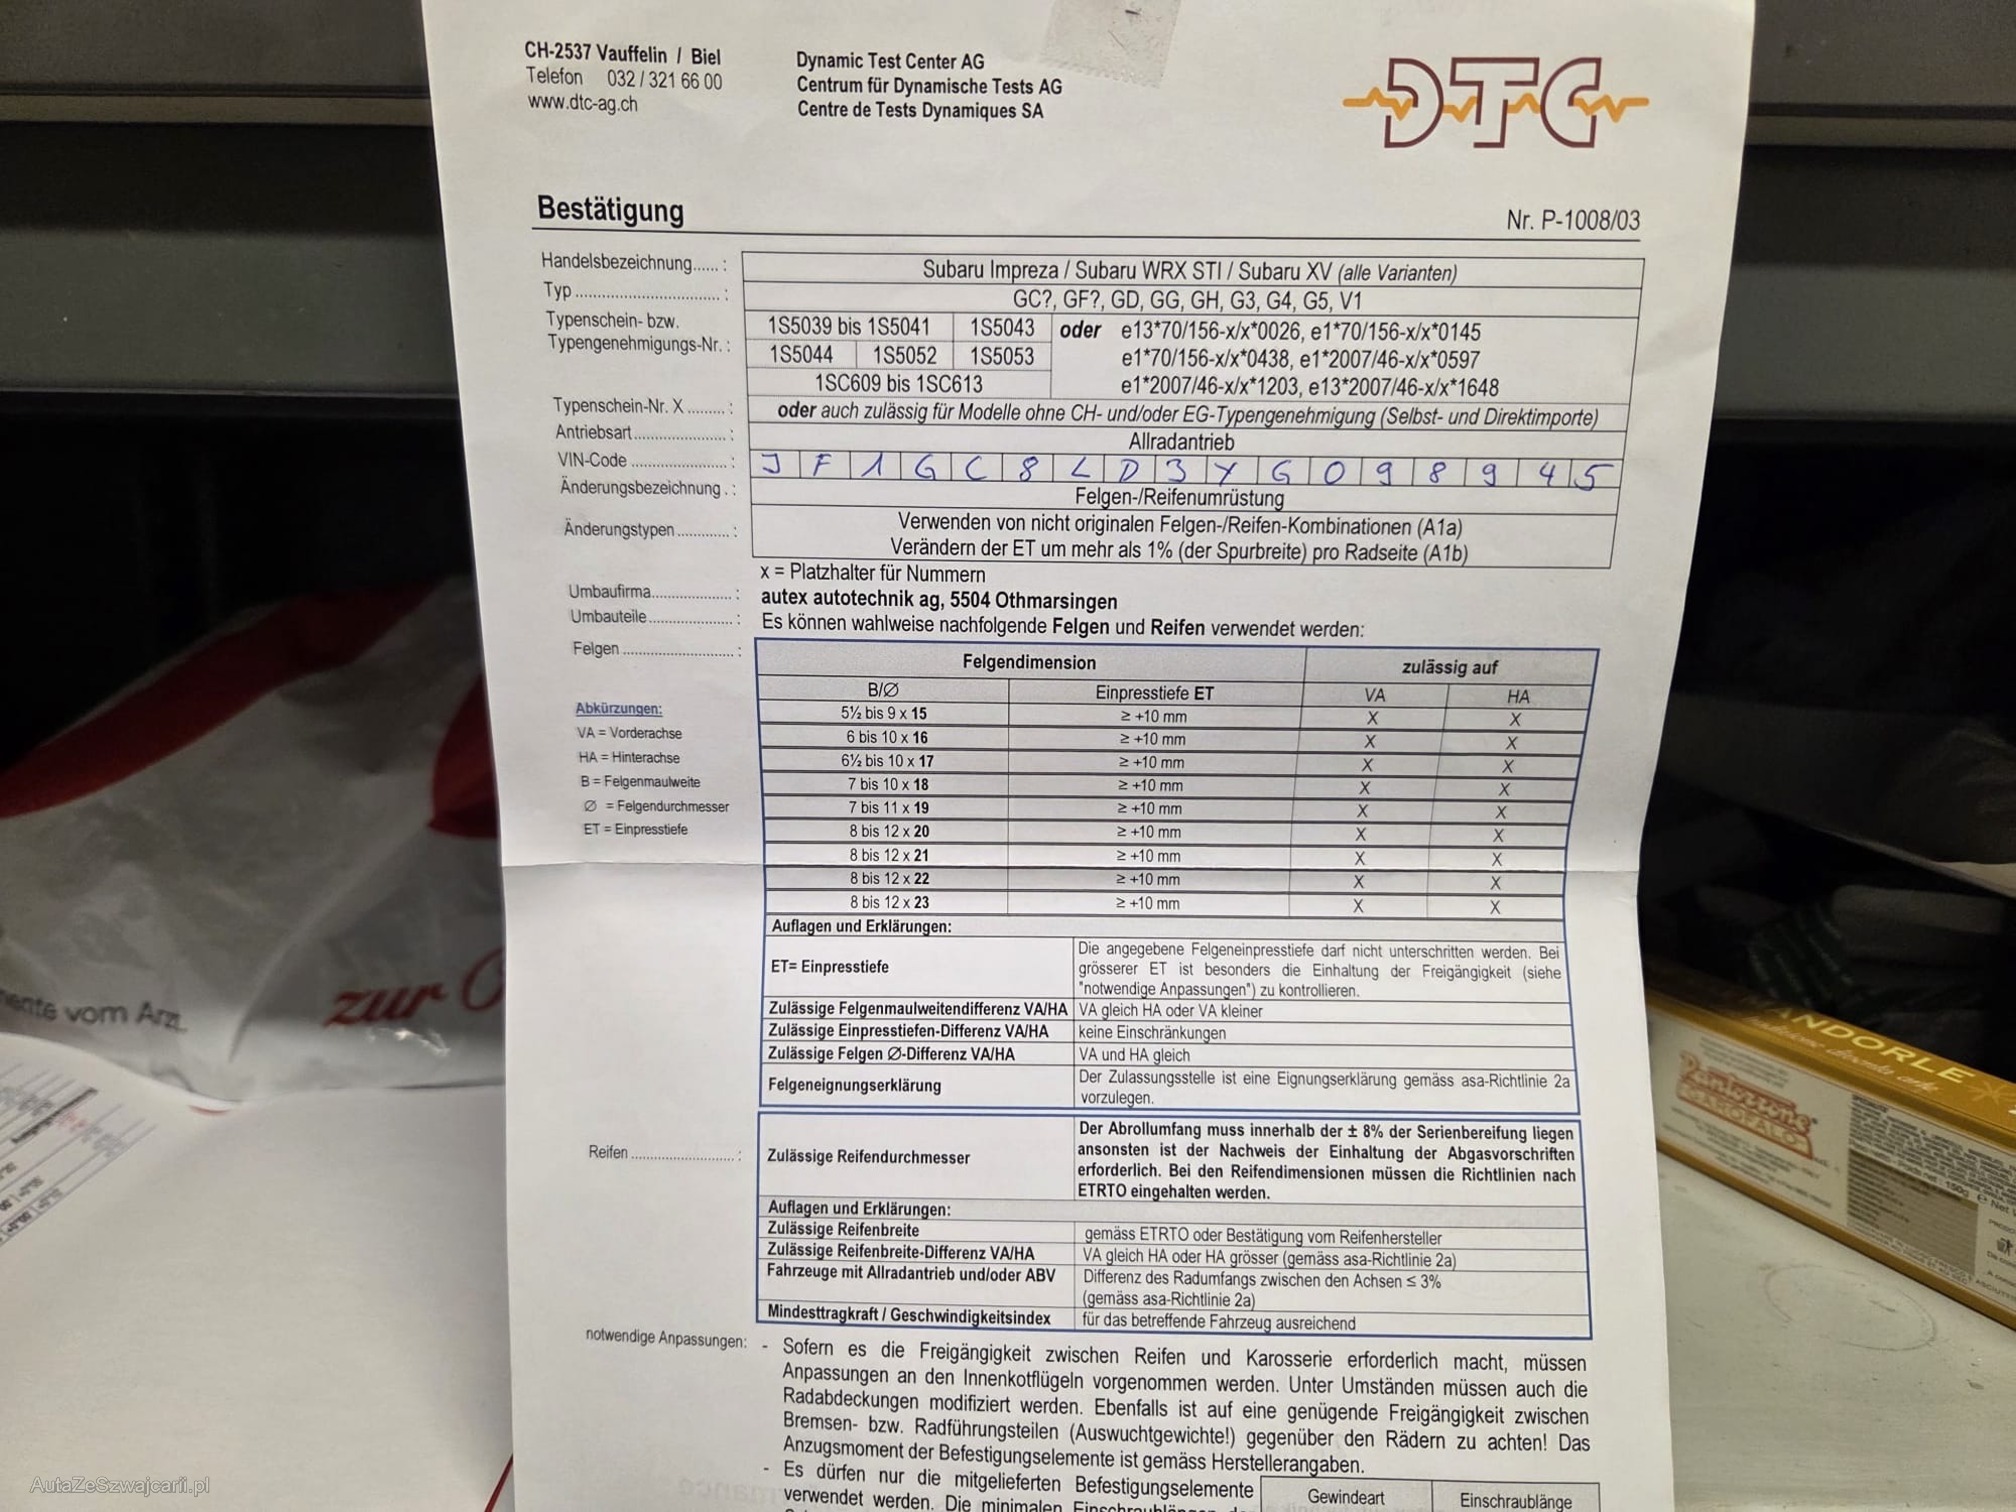 CH-2537 Vauffelin / Biel
Telefon 032 / 321 66 00
www.dtc-ag.ch
Dynamic Test Center AG
Centrum für Dynamische Tests AG
Centre de Tests Dynamiques SA
DTC
Bestätigung
Nr. P-1008/03
Handelsbezeichnung...... : Subaru Impreza / Subaru WRX STI / Subaru XV (alle Varianten)
Typ .................................. : GC?, GF?, GD, GG, GH, G3, G4, G5, V1
Typenschein- bzw.
Typengenehmigungs-Nr. :
1S5039 bis 1S5041 1S5043 oder e13*70/156-x/x*0026, e1*70/156-x/x*0145
1S5044 1S5052 1S5053 e1*70/156-x/x*0438, e1*2007/46-x/x*0597
1SC609 bis 1SC613 e1*2007/46-x/x*1203, e13*2007/46-x/x*1648
Typenschein-Nr. X ......... : oder auch zulässig für Modelle ohne CH- und/oder EG-Typengenehmigung (Selbst- und Direktimporte)
Antriebsart...................... : Allradantrieb
VIN-Code ....................... : J F 1 G C 8 L D 3 Y G 0 9 8 9 4 5
Änderungsbezeichnung . : Felgen-/Reifenumrüstung
Änderungstypen ............. : Verwenden von nicht originalen Felgen-/Reifen-Kombinationen (A1a)
Verändern der ET um mehr als 1% (der Spurbreite) pro Radseite (A1b)
x = Platzhalter für Nummern
Umbaufirma................... : autex autotechnik ag, 5504 Othmarsingen
Umbauteile .................... : Es können wahlweise nachfolgende Felgen und Reifen verwendet werden:
Felgen .......................... :
Felgendimension zulässig auf
B/Ø Einpresstiefe ET VA HA
5½ bis 9 x 15 ≥ +10 mm X X
6 bis 10 x 16 ≥ +10 mm X X
6½ bis 10 x 17 ≥ +10 mm X X
7 bis 10 x 18 ≥ +10 mm X X
7 bis 11 x 19 ≥ +10 mm X X
8 bis 12 x 20 ≥ +10 mm X X
8 bis 12 x 21 ≥ +10 mm X X
8 bis 12 x 22 ≥ +10 mm X X
8 bis 12 x 23 ≥ +10 mm X X
Abkürzungen:
VA = Vorderachse
HA = Hinterachse
B = Felgenmaulweite
Ø = Felgendurchmesser
ET = Einpresstiefe
Auflagen und Erklärungen:
ET= Einpresstiefe
Die angegebene Felgeneinpresstiefe darf nicht unterschritten werden. Bei
grösserer ET ist besonders die Einhaltung der Freigängigkeit (siehe
"notwendige Anpassungen") zu kontrollieren.
Zulässige Felgenmaulweitendifferenz VA/HA VA gleich HA oder VA kleiner
Zulässige Einpresstiefen-Differenz VA/HA keine Einschränkungen
Zulässige Felgen Ø-Differenz VA/HA VA und HA gleich
Felgeneignungserklärung
Der Zulassungsstelle ist eine Eignungserklärung gemäss asa-Richtlinie 2a
vorzulegen.
Reifen ........................ :
Zulässige Reifendurchmesser
Der Abrollumfang muss innerhalb der ± 8% der Serienbereifung liegen
ansonsten ist der Nachweis der Einhaltung der Abgasvorschriften
erforderlich. Bei den Reifendimensionen müssen die Richtlinien nach
ETRTO eingehalten werden.
Auflagen und Erklärungen:
Zulässige Reifenbreite gemäss ETRTO oder Bestätigung vom Reifenhersteller
Zulässige Reifenbreite-Differenz VA/HA VA gleich HA oder HA grösser (gemäss asa-Richtlinie 2a)
Fahrzeuge mit Allradantrieb und/oder ABV Differenz des Radumfangs zwischen den Achsen ≤ 3%
(gemäss asa-Richtlinie 2a)
Mindesttragkraft / Geschwindigkeitsindex für das betreffende Fahrzeug ausreichend
notwendige Anpassungen: - Sofern es die Freigängigkeit zwischen Reifen und Karosserie erforderlich macht, müssen
Anpassungen an den Innenkotflügeln vorgenommen werden. Unter Umständen müssen auch die
Radabdeckungen modifiziert werden. Ebenfalls ist auf eine genügende Freigängigkeit zwischen
Bremsen- bzw. Radführungsteilen (Auswuchtgewichte!) gegenüber den Rädern zu achten! Das
Anzugsmoment der Befestigungselemente ist gemäss Herstellerangaben.
- Es dürfen nur die mitgelieferten Befestigungselemente
verwendet werden. Die minimalen
Gewindeart Einschraublänge
vom Arzt
zur
MANDORLE
GAROFALO
AutaZeSzwajcarii.pl